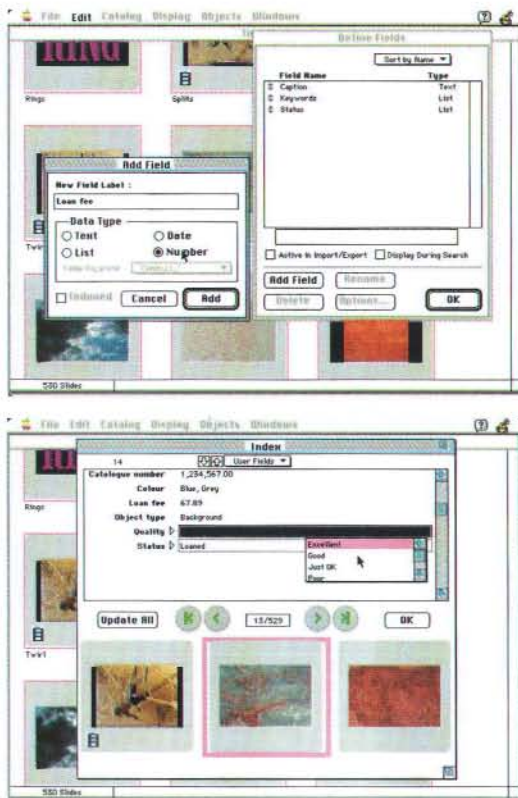 File Edit Catalog Display Objects Windows
Define Fields
Sort by Name
Field Name Type
Caption Text
Keywords List
Status List
Rings
Splits
Add Field
New Field Label :
Loan fee
Data Type
Text Date
List Number
Indexed Cancel Add
Active in Import/Export Display During Search
Add Field Rename
Delete Options... OK
530 Slides
File Edit Catalog Display Objects Windows
Index
14 User Fields
Catalogue number 1,234,567.00
Colour Blue, Grey
Loan fee 67.89
Object type Background
Quality
Status Loaned
Excellent
Good
Just OK
Poor
Rings
Update All 13/529 OK
Twirl
530 Slides